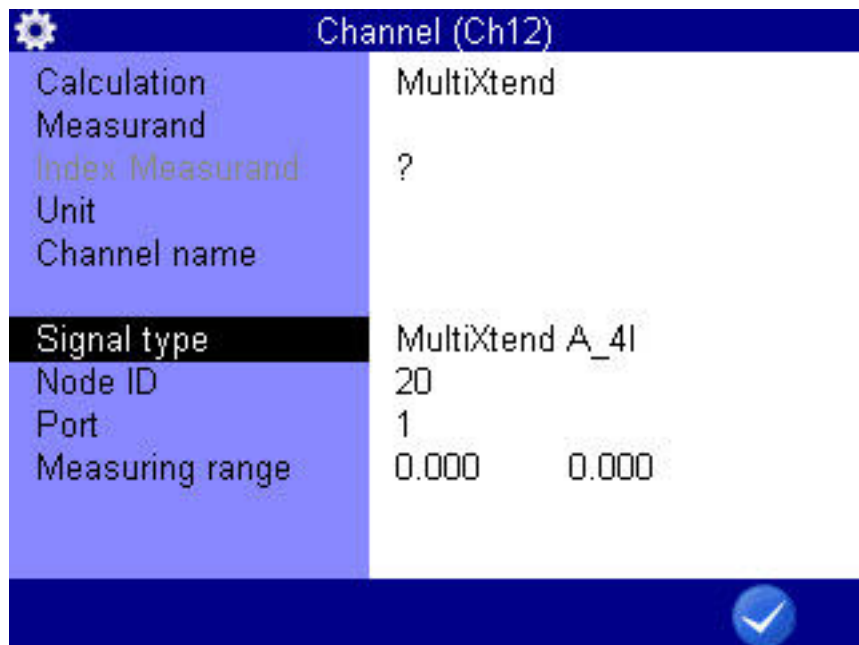 Channel (Ch12)
Calculation MultiXtend
Measurand
Index Measurand ?
Unit
Channel name
Signal type MultiXtend A_4I
Node ID 20
Port 1
Measuring range 0.000 0.000